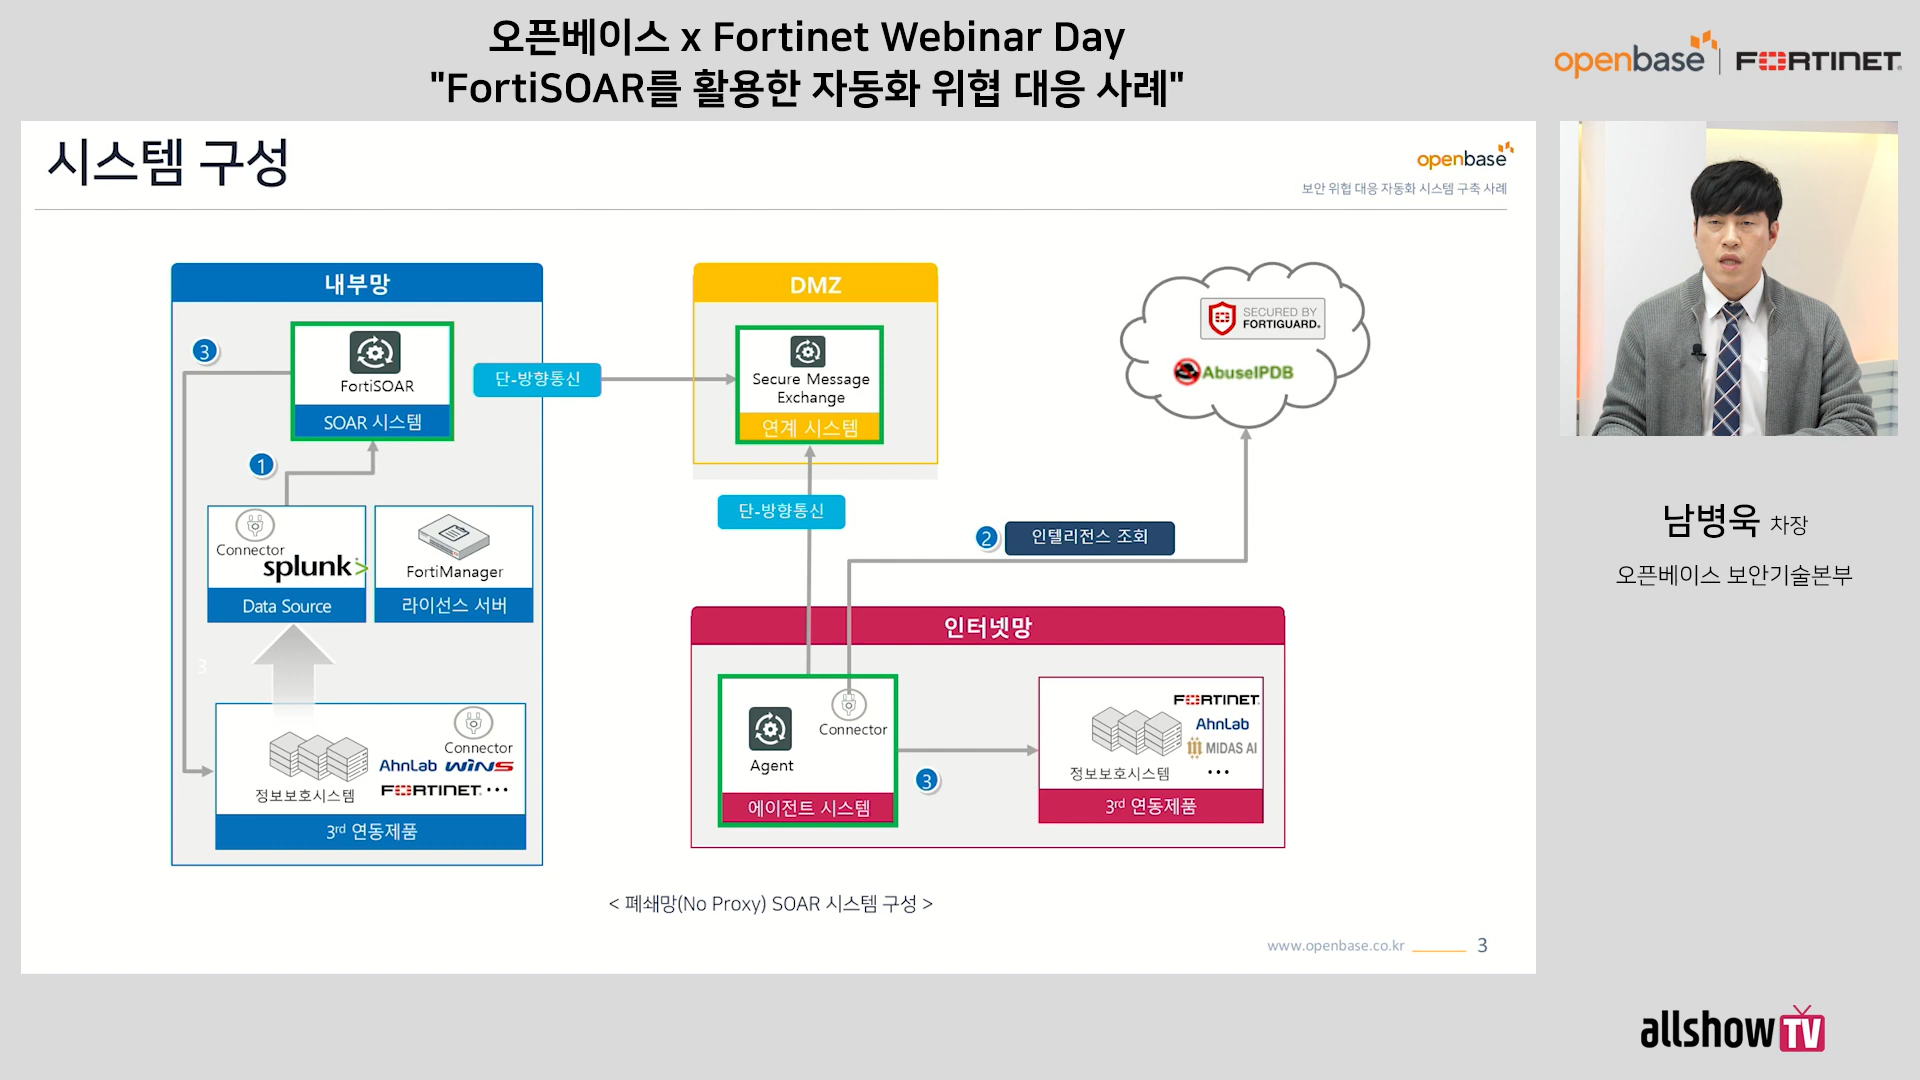 오픈베이스 x Fortinet Webinar Day
"FortiSOAR를 활용한 자동화 위협 대응 사례"
openbase
FORTINET
시스템 구성
openbase
보안 위협 대응 자동화 시스템 구축 사례
내부망
3
FortiSOAR
SOAR 시스템
단-방향통신
1
Connector
splunk>
Data Source
FortiManager
라이선스 서버
3
Connector
AhnLab WINS
정보보호시스템
FORTINET ...
3rd 연동제품
DMZ
Secure Message
Exchange
연계 시스템
단-방향통신
SECURED BY
FORTIGUARD
AbuseIPDB
2
인텔리전스 조회
인터넷망
Agent
Connector
에이전트 시스템
3
FORTINET
AhnLab
MIDAS AI
...
정보보호시스템
3rd 연동제품
< 폐쇄망(No Proxy) SOAR 시스템 구성 >
www.openbase.co.kr
3
남병욱 차장
오픈베이스 보안기술본부
allshow TV